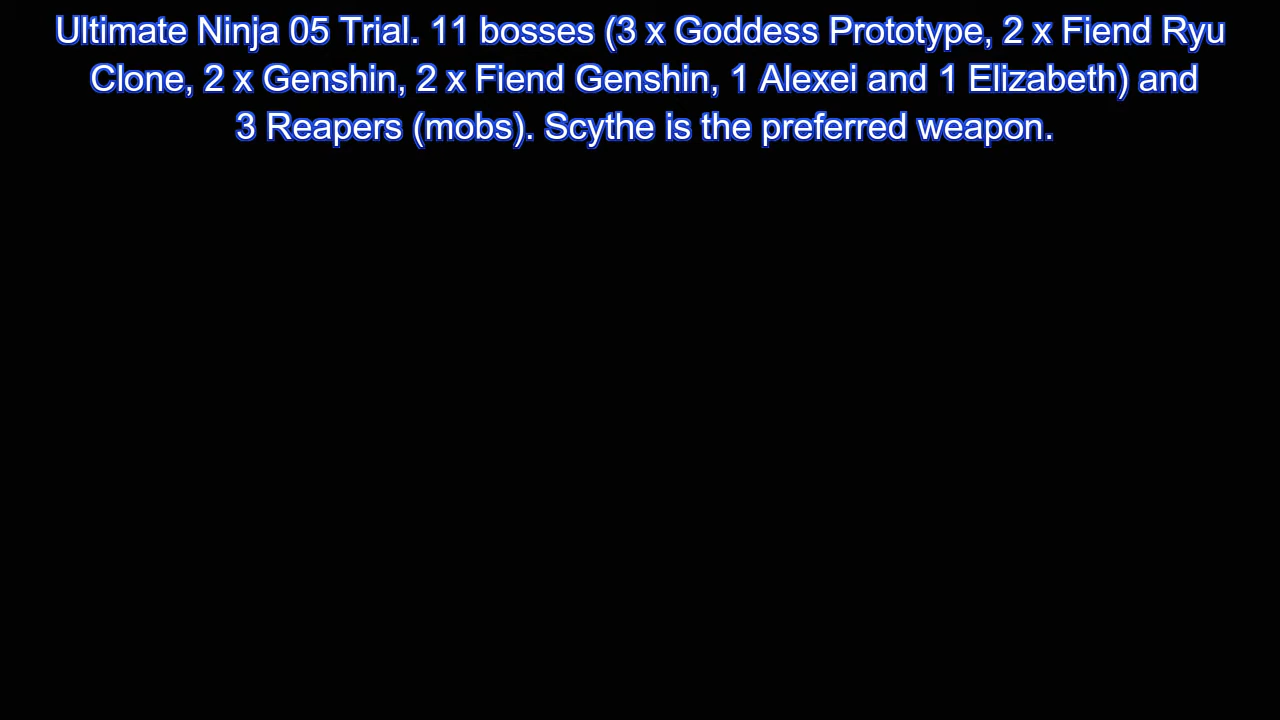 Ultimate Ninja 05 Trial. 11 bosses (3 x Goddess Prototype, 2 x Fiend Ryu
Clone, 2 x Genshin, 2 x Fiend Genshin, 1 Alexei and 1 Elizabeth) and
3 Reapers (mobs). Scythe is the preferred weapon.